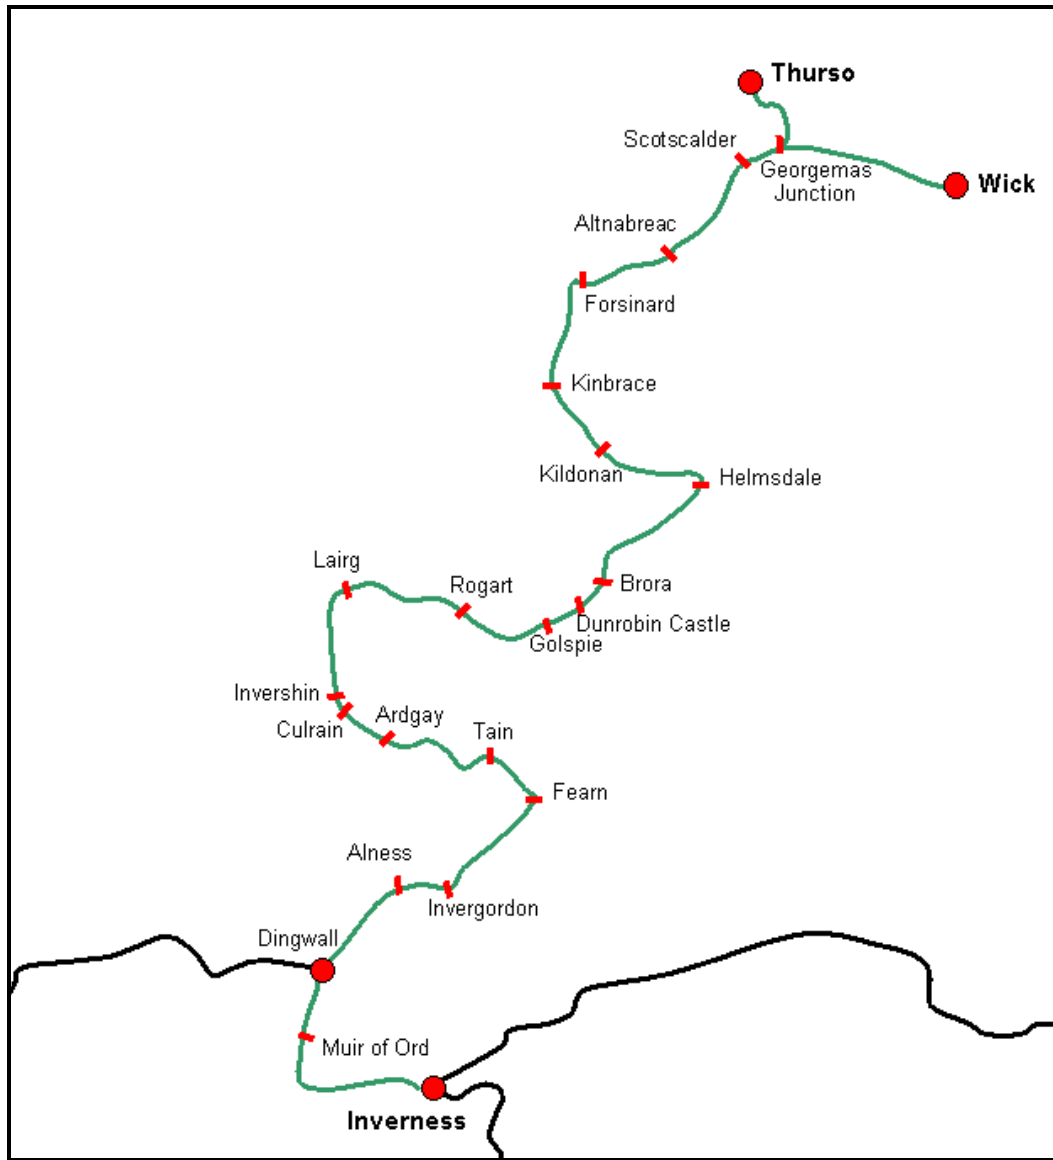 Thurso
Scotscalder
Georgemas
Junction
Wick
Altnabreac
Forsinard
Kinbrace
Kildonan
Helmsdale
Lairg
Rogart
Brora
Dunrobin Castle
Golspie
Invershin
Culrain
Ardgay
Tain
Fearn
Alness
Invergordon
Dingwall
Muir of Ord
Inverness